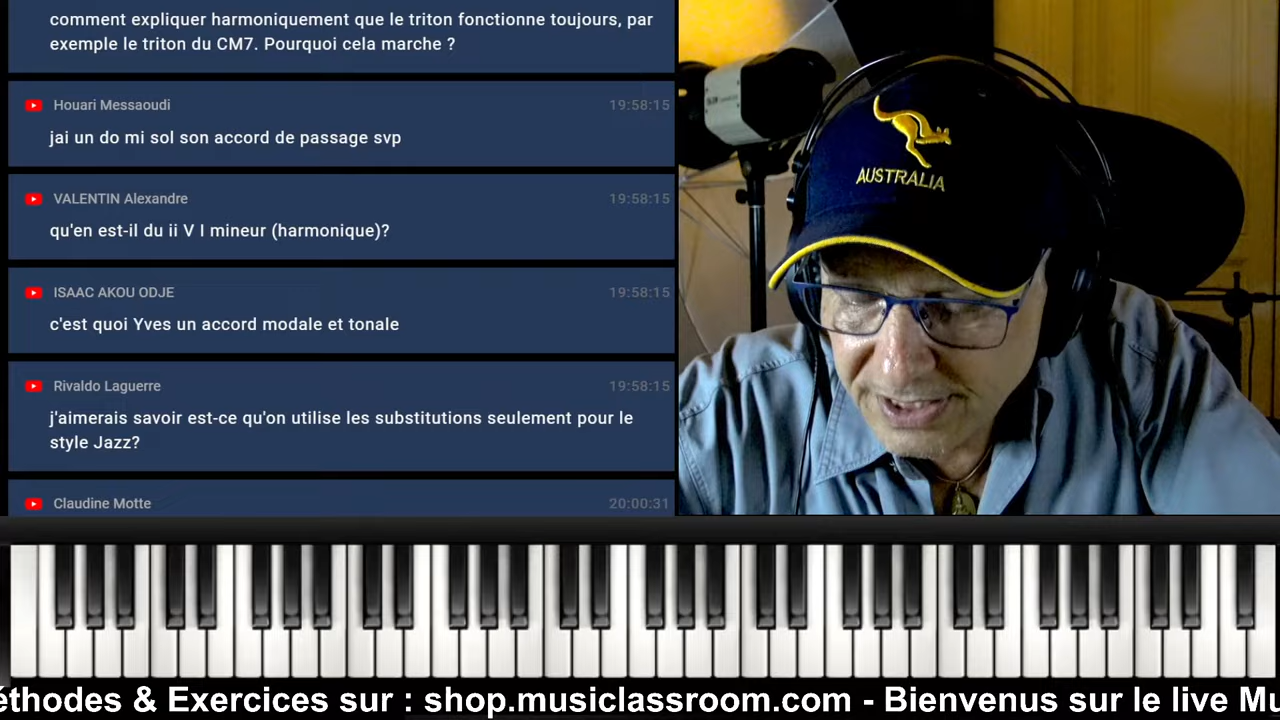 comment expliquer harmoniquement que le triton fonctionne toujours, par
exemple le triton du CM7. Pourquoi cela marche ?
Houari Messaoudi 19:58:15
jai un do mi sol son accord de passage svp
VALENTIN Alexandre 19:58:15
qu'en est-il du ii V I mineur (harmonique)?
ISAAC AKOU ODJE 19:58:15
c'est quoi Yves un accord modale et tonale
Rivaldo Laguerre 19:58:15
j'aimerais savoir est-ce qu'on utilise les substitutions seulement pour le
style Jazz?
Claudine Motte 20:00:31
AUSTRALIA
éthodes & Exercices sur : shop.musiclassroom.com - Bienvenus sur le live Mu